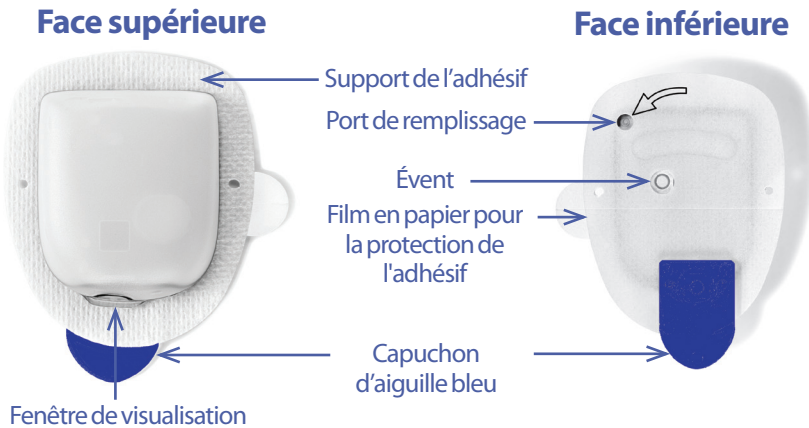 Face supérieure
Face inférieure
Support de l'adhésif
Port de remplissage
Évent
Film en papier pour
la protection de
l'adhésif
Capuchon
d'aiguille bleu
Fenêtre de visualisation